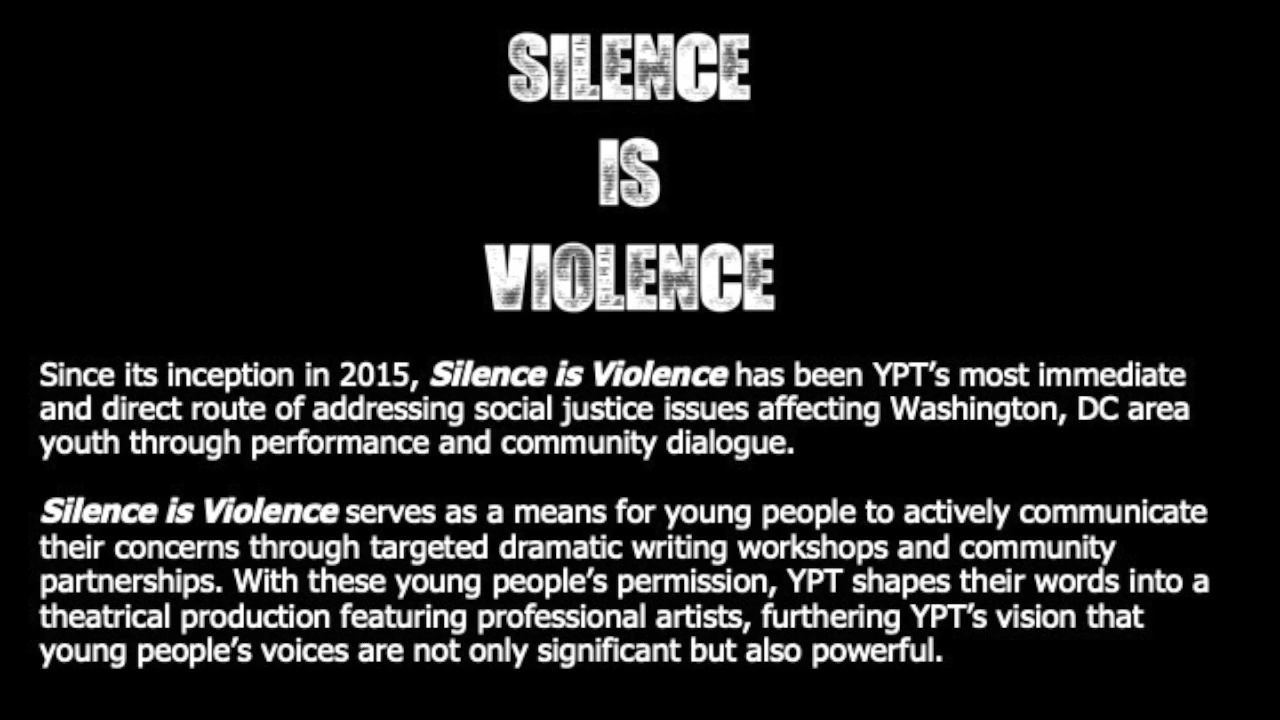 SILENCE
IS
VIOLENCE
Since its inception in 2015, Silence is Violence has been YPT’s most immediate
and direct route of addressing social justice issues affecting Washington, DC area
youth through performance and community dialogue.
Silence is Violence serves as a means for young people to actively communicate
their concerns through targeted dramatic writing workshops and community
partnerships. With these young people’s permission, YPT shapes their words into a
theatrical production featuring professional artists, furthering YPT’s vision that
young people’s voices are not only significant but also powerful.